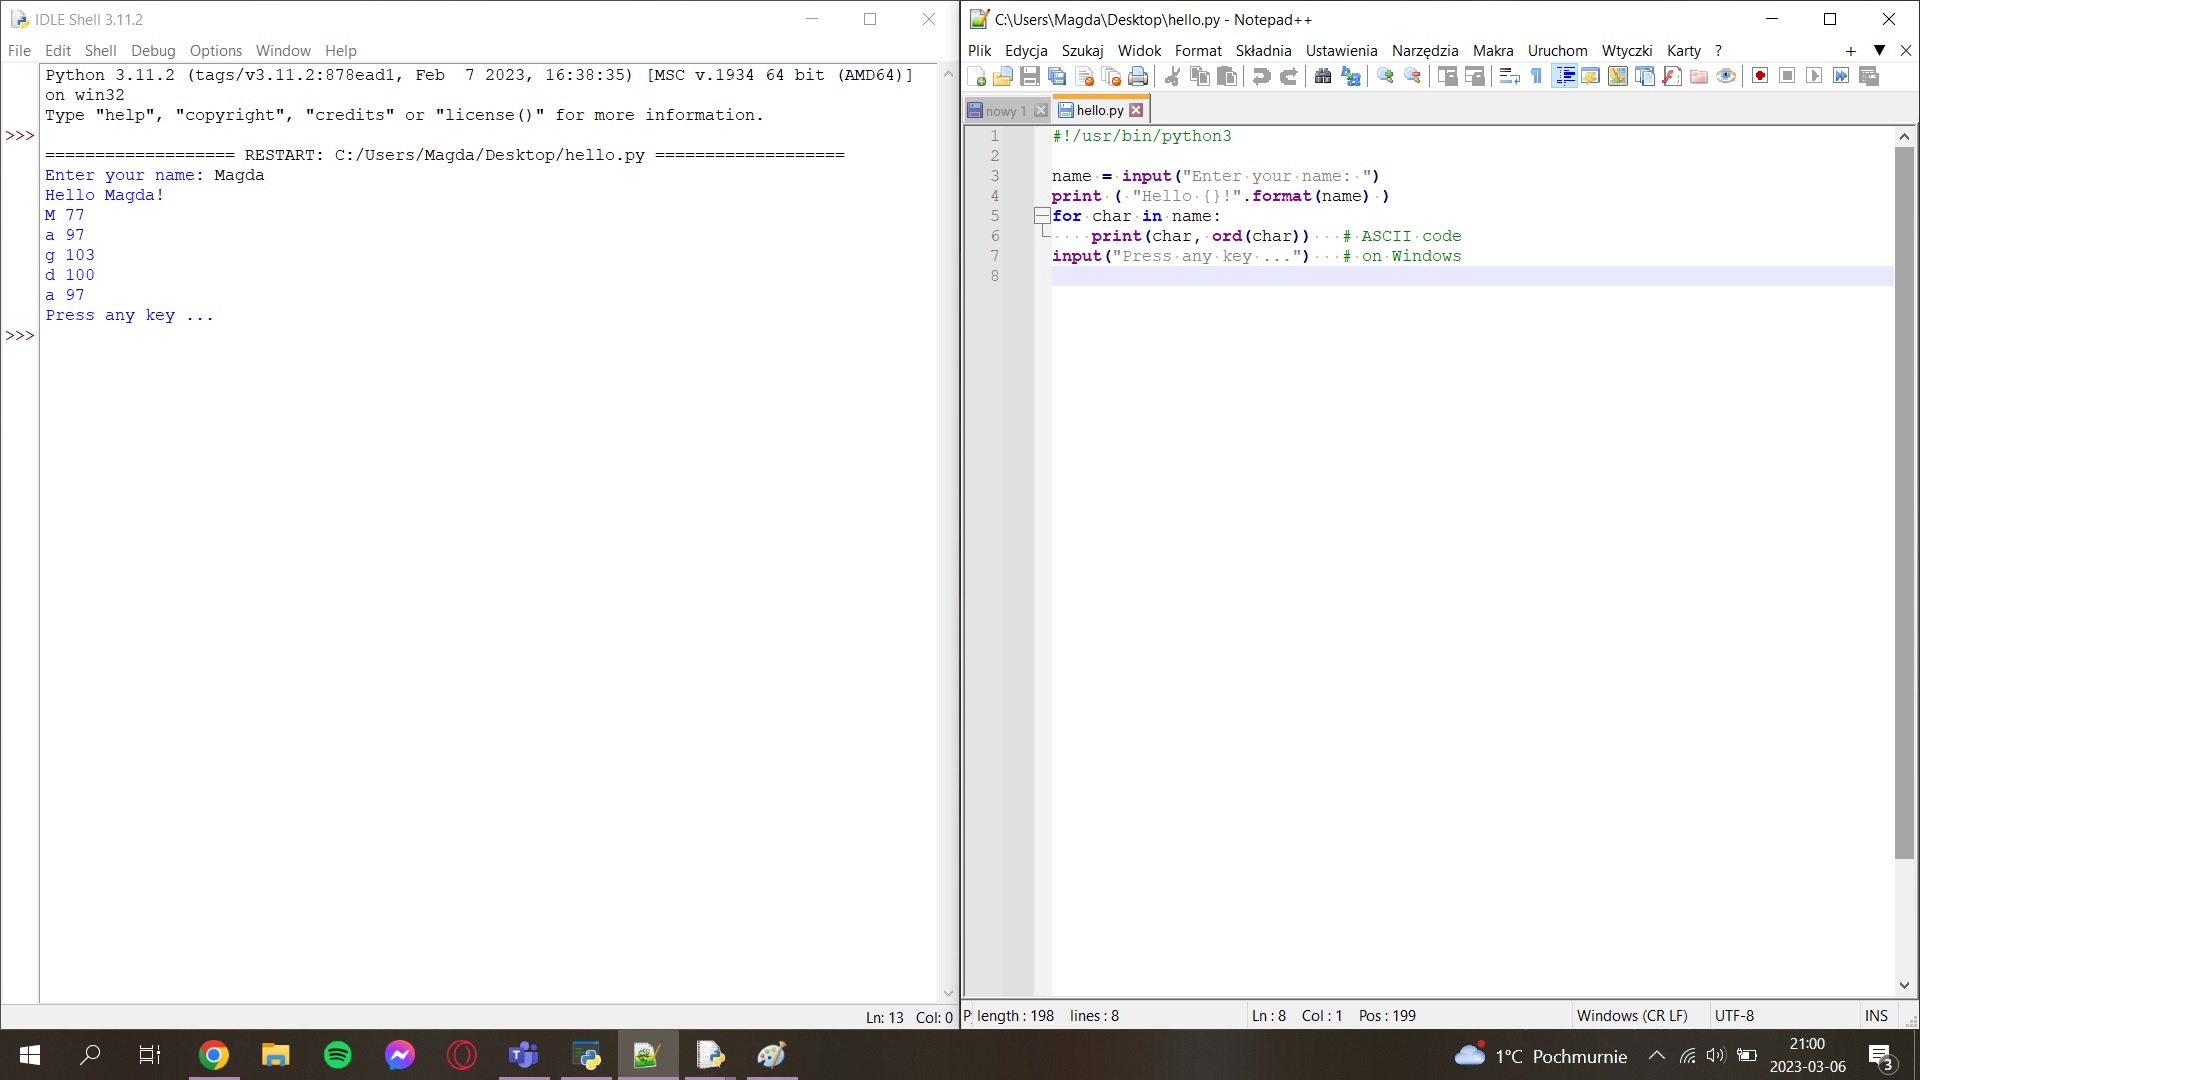 IDLE Shell 3.11.2
File Edit Shell Debug Options Window Help
Python 3.11.2 (tags/v3.11.2:878ead1, Feb  7 2023, 16:38:35) [MSC v.1934 64 bit (AMD64)]
on win32
Type "help", "copyright", "credits" or "license()" for more information.
>>>
=================== RESTART: C:/Users/Magda/Desktop/hello.py ===================
Enter your name: Magda
Hello Magda!
M 77
a 97
g 103
d 100
a 97
Press any key ...
>>>
Ln: 13 Col: 0
C:\Users\Magda\Desktop\hello.py - Notepad++
Plik Edycja Szukaj Widok Format Składnia Ustawienia Narzędzia Makra Uruchom Wtyczki Karty ? + ▼ X
nowy 1 hello.py
1 #!/usr/bin/python3
2
3 name = input("Enter your name: ")
4 print ( "Hello {}!".format(name) )
5 for char in name:
6     print(char, ord(char))   # ASCII code
7 input("Press any key ...")   # on Windows
8
P length : 198 lines : 8 Ln : 8 Col : 1 Pos : 199 Windows (CR LF) UTF-8 INS
1°C Pochmurnie
21:00
2023-03-06
3